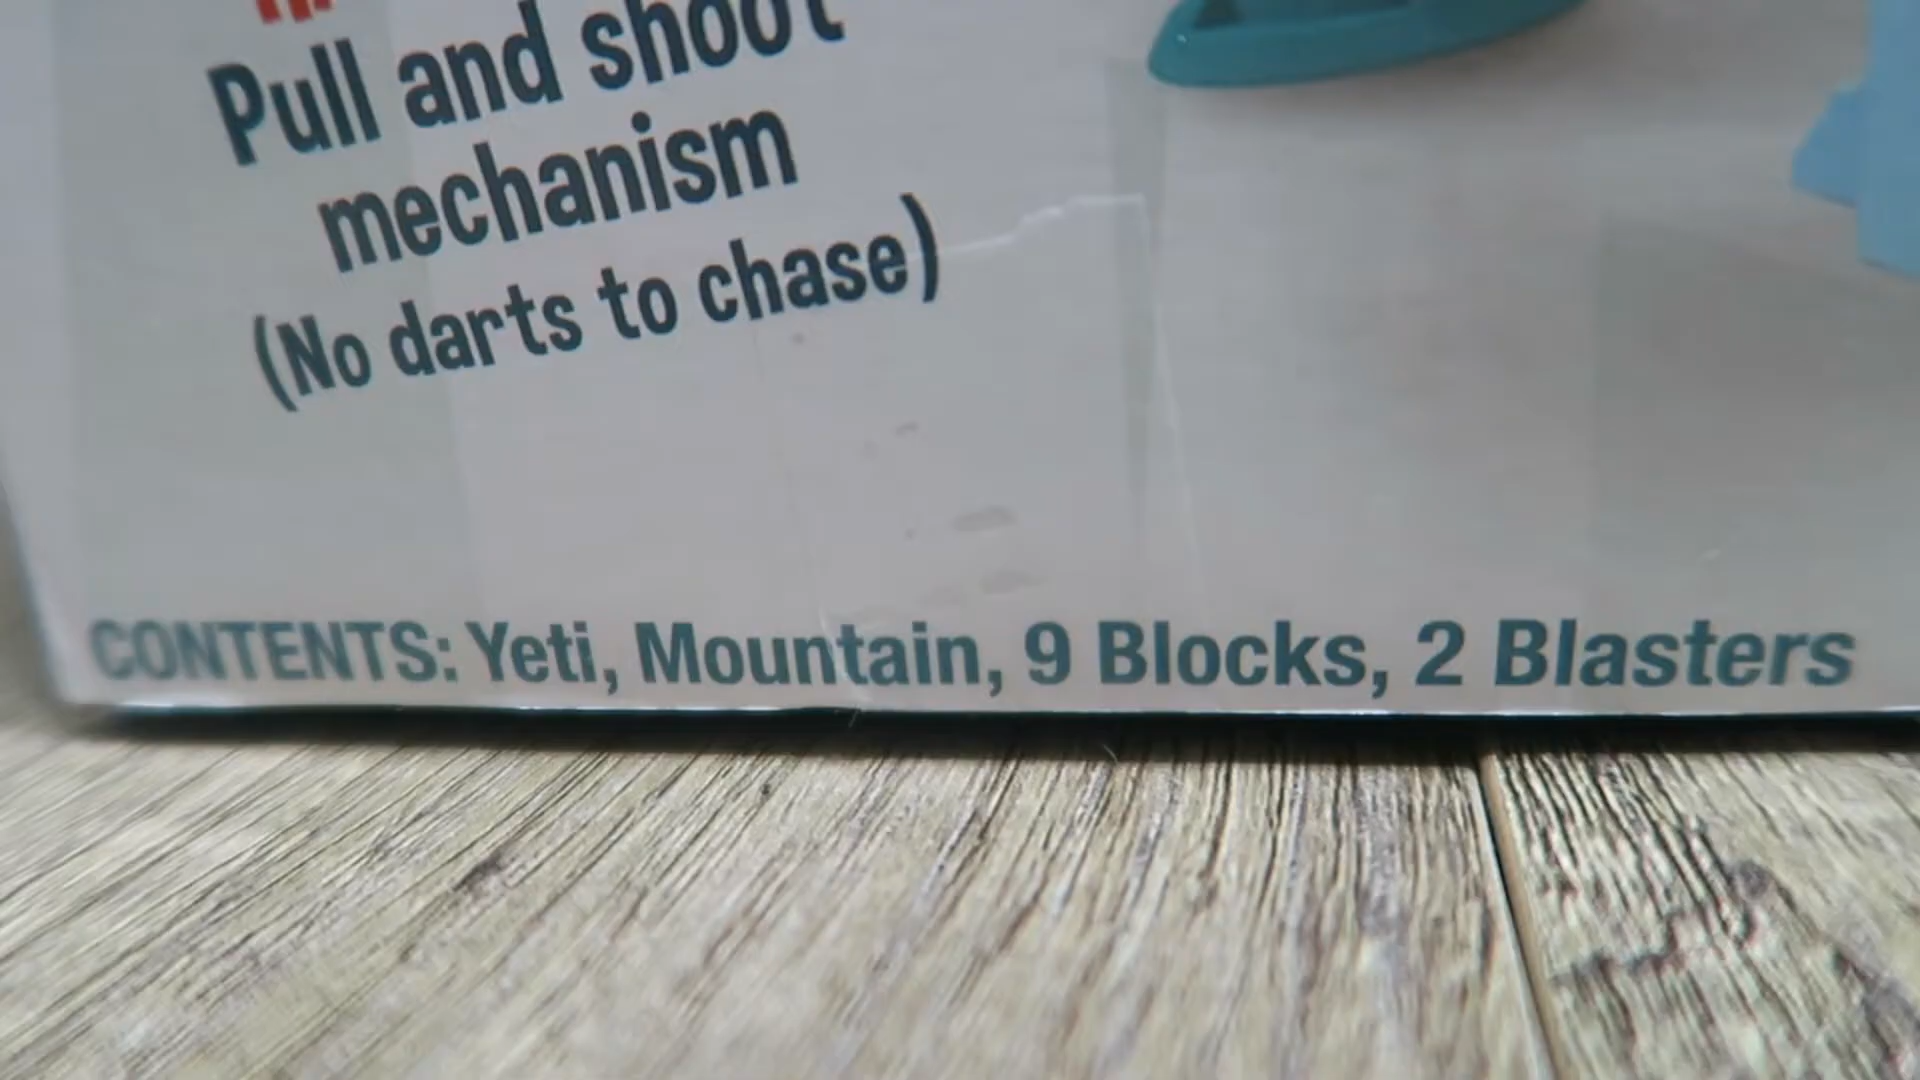 Pull and shoot
mechanism
(No darts to chase)
CONTENTS: Yeti, Mountain, 9 Blocks, 2 Blasters